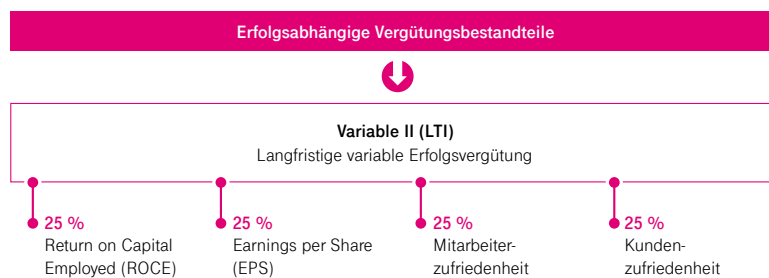 Erfolgsabhängige Vergütungsbestandteile
Variable II (LTI)
Langfristige variable Erfolgsvergütung
25 %
Return on Capital
Employed (ROCE)
25 %
Earnings per Share
(EPS)
25 %
Mitarbeiter-
zufriedenheit
25 %
Kunden-
zufriedenheit